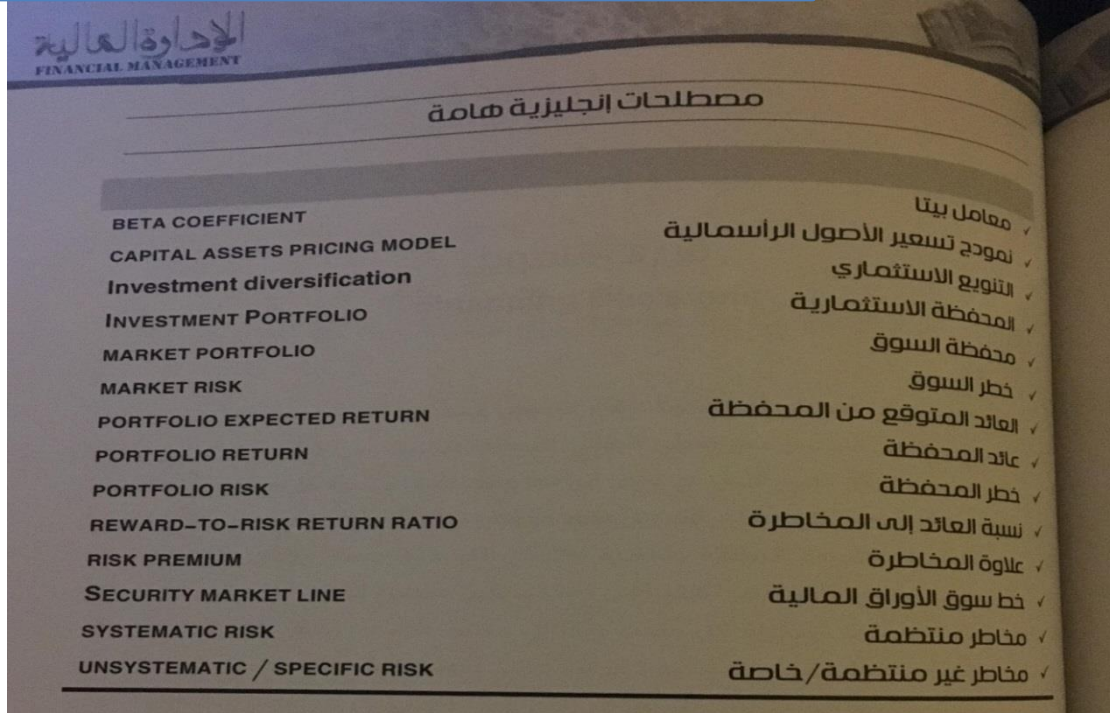 الإدارة المالية
FINANCIAL MANAGEMENT
مصطلحات إنجليزية هامة
BETA COEFFICIENT ✓ معامل بيتا
CAPITAL ASSETS PRICING MODEL ✓ نموذج تسعير الأصول الرأسمالية
Investment diversification ✓ التنويع الاستثماري
INVESTMENT PORTFOLIO ✓ المحفظة الاستثمارية
MARKET PORTFOLIO ✓ محفظة السوق
MARKET RISK ✓ خطر السوق
PORTFOLIO EXPECTED RETURN ✓ العائد المتوقع من المحفظة
PORTFOLIO RETURN ✓ عائد المحفظة
PORTFOLIO RISK ✓ خطر المحفظة
REWARD-TO-RISK RETURN RATIO ✓ نسبة العائد إلى المخاطرة
RISK PREMIUM ✓ علاوة المخاطرة
SECURITY MARKET LINE ✓ خط سوق الأوراق المالية
SYSTEMATIC RISK ✓ مخاطر منتظمة
UNSYSTEMATIC / SPECIFIC RISK ✓ مخاطر غير منتظمة/خاصة